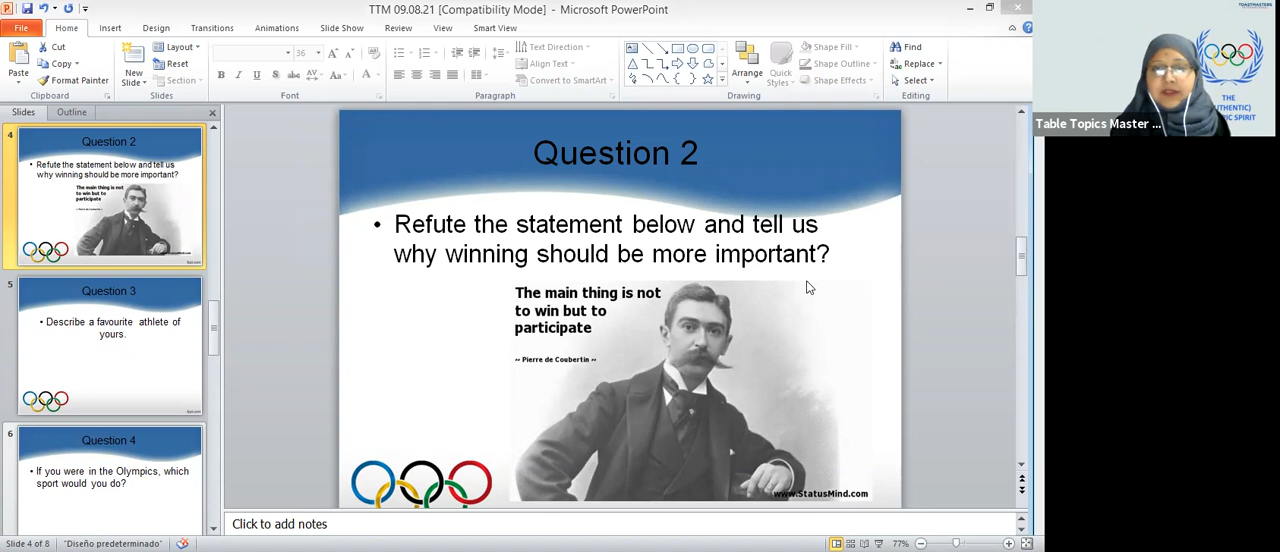 TTM 09.08.21 [Compatibility Mode] - Microsoft PowerPoint
File Home Insert Design Transitions Animations Slide Show Review View Smart View
Paste
Cut
Copy
Format Painter
Clipboard
New
Slide
Layout
Reset
Section
Slides
36
Font
Text Direction
Align Text
Convert to SmartArt
Paragraph
Arrange
Quick
Styles
Shape Fill
Shape Outline
Shape Effects
Drawing
Find
Replace
Select
Editing
Slides Outline
4
Question 2
Refute the statement below and tell us
why winning should be more important?
The main thing is not
to win but to
participate
5
Question 3
• Describe a favourite athlete of
yours.
6
Question 4
• If you were in the Olympics, which
sport would you do?
Question 2
• Refute the statement below and tell us
why winning should be more important?
The main thing is not
to win but to
participate
~ Pierre de Coubertin ~
www.StatusMind.com
Click to add notes
Slide 4 of 8 "Diseño predeterminado" 77%
TOASTMASTERS
THE
SPIRIT
Table Topics Master ...